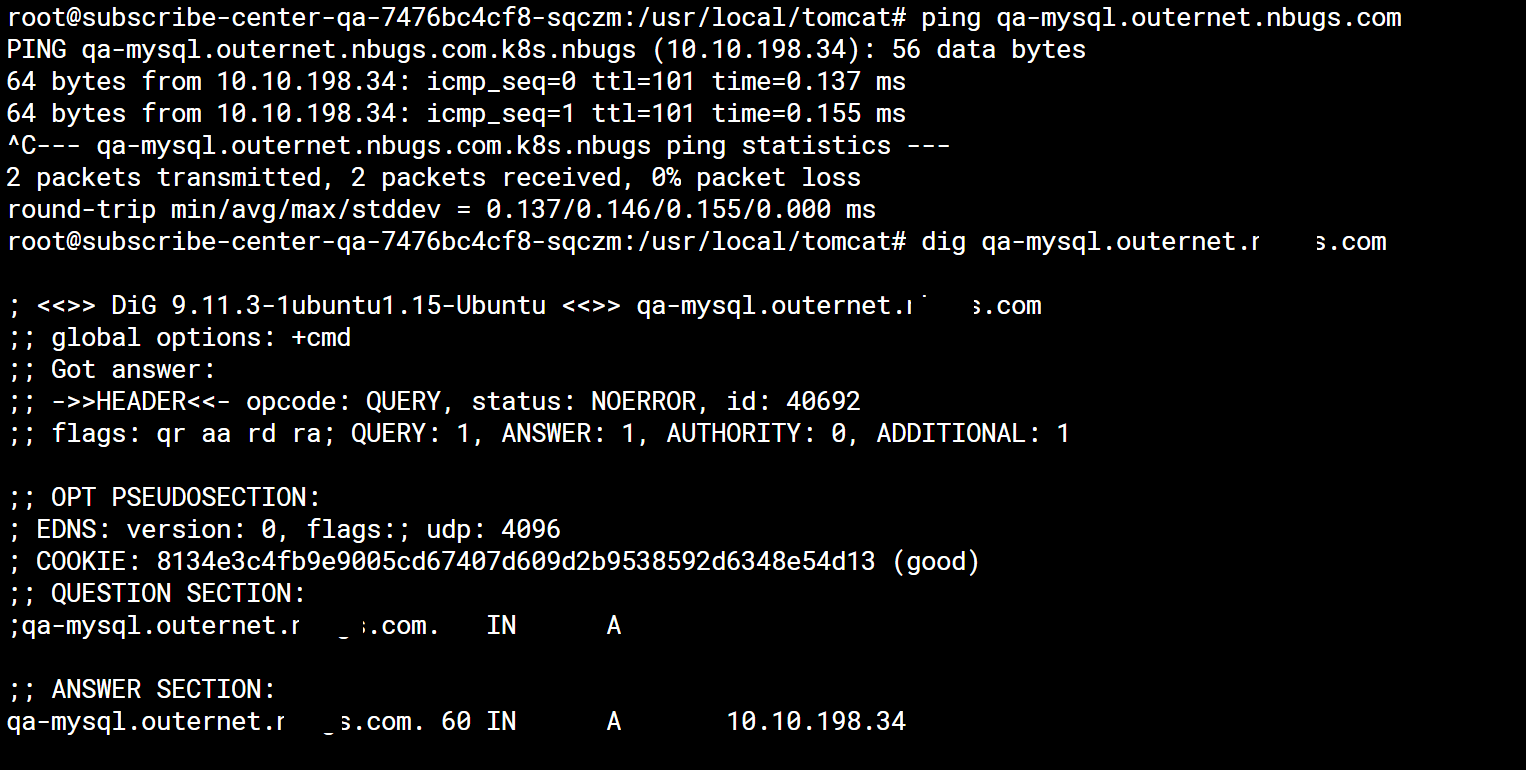 root@subscribe-center-qa-7476bc4cf8-sqczm:/usr/local/tomcat# ping qa-mysql.outernet.nbugs.com
PING qa-mysql.outernet.nbugs.com.k8s.nbugs (10.10.198.34): 56 data bytes
64 bytes from 10.10.198.34: icmp_seq=0 ttl=101 time=0.137 ms
64 bytes from 10.10.198.34: icmp_seq=1 ttl=101 time=0.155 ms
^C--- qa-mysql.outernet.nbugs.com.k8s.nbugs ping statistics ---
2 packets transmitted, 2 packets received, 0% packet loss
round-trip min/avg/max/stddev = 0.137/0.146/0.155/0.000 ms
root@subscribe-center-qa-7476bc4cf8-sqczm:/usr/local/tomcat# dig qa-mysql.outernet. s.com
; <<>> DiG 9.11.3-1ubuntu1.15-Ubuntu <<>> qa-mysql.outernet. s.com
;; global options: +cmd
;; Got answer:
;; ->>HEADER<<- opcode: QUERY, status: NOERROR, id: 40692
;; flags: qr aa rd ra; QUERY: 1, ANSWER: 1, AUTHORITY: 0, ADDITIONAL: 1
;; OPT PSEUDOSECTION:
; EDNS: version: 0, flags:; udp: 4096
; COOKIE: 8134e3c4fb9e9005cd67407d609d2b9538592d6348e54d13 (good)
;; QUESTION SECTION:
;qa-mysql.outernet. .com. IN A
;; ANSWER SECTION:
qa-mysql.outernet. s.com. 60 IN A 10.10.198.34